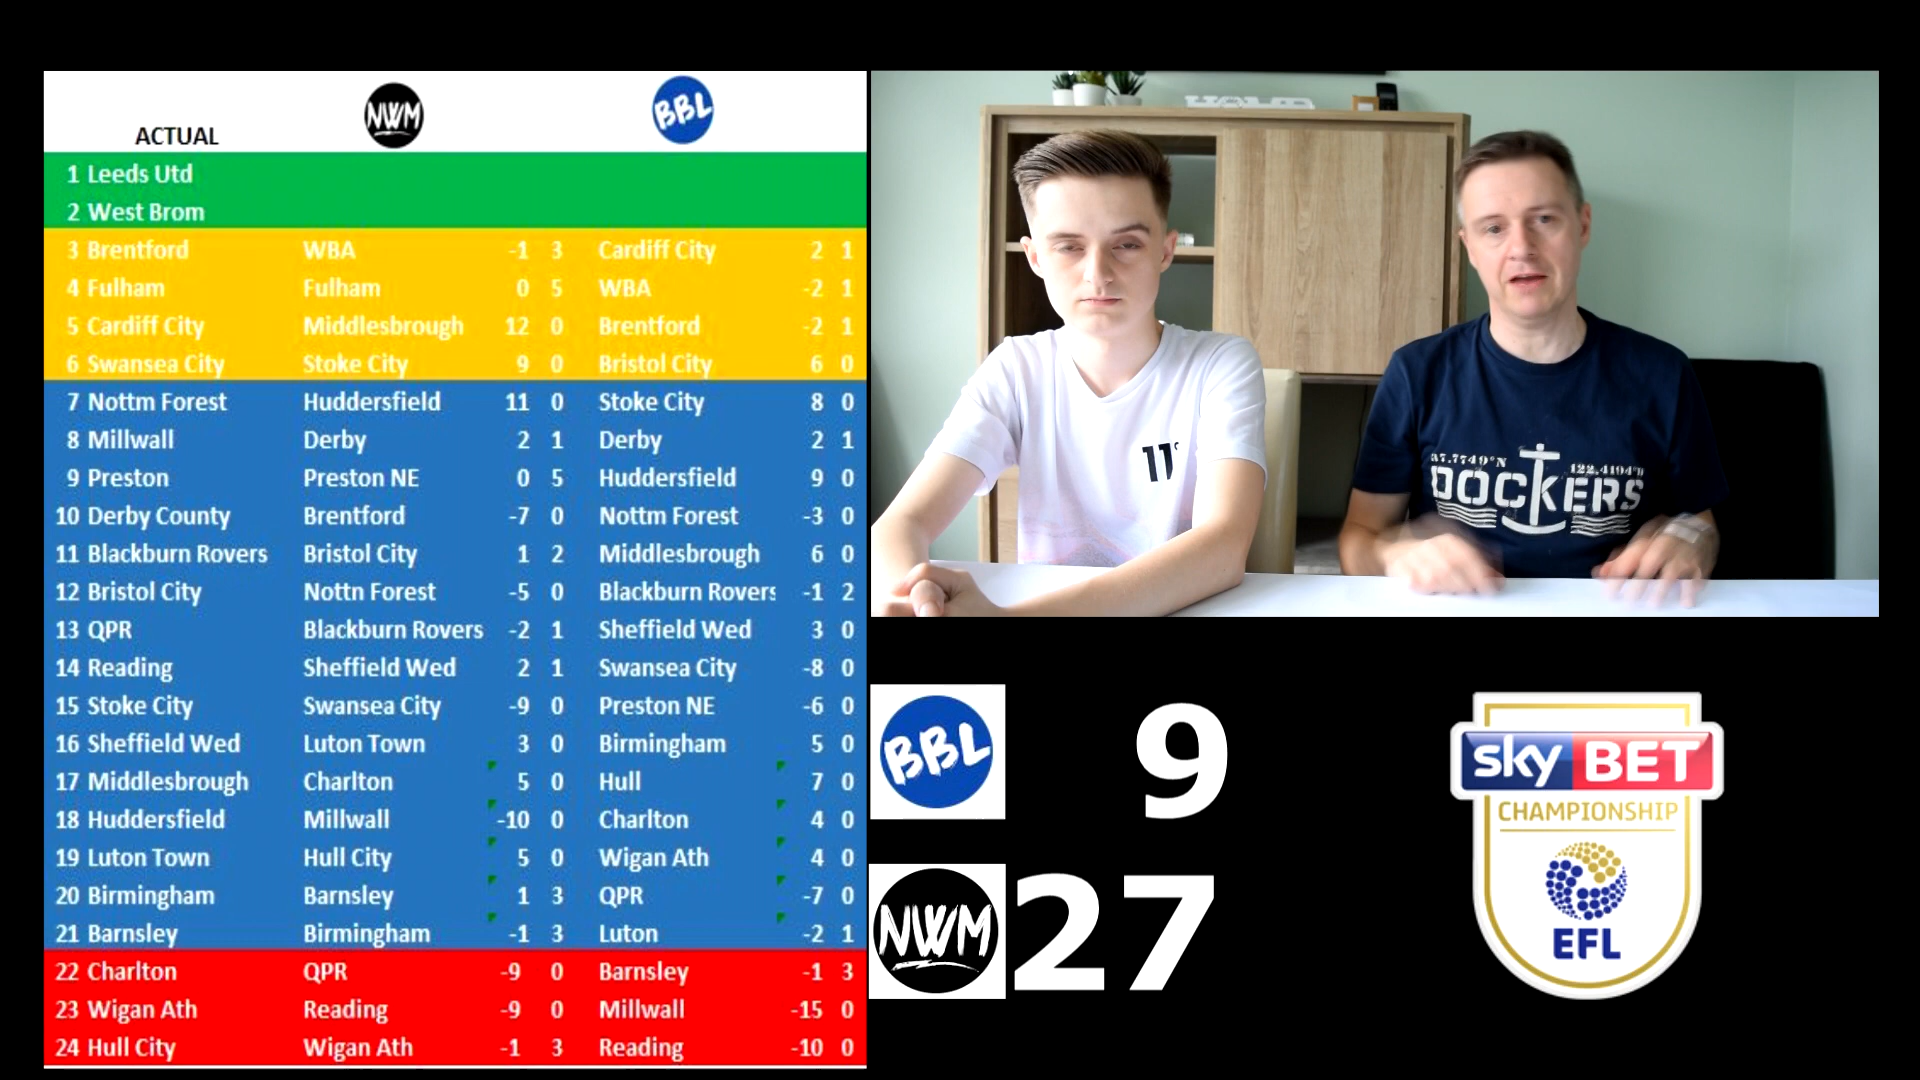 NWM BBL
ACTUAL
1 Leeds Utd
2 West Brom
3 Brentford WBA -1 3 Cardiff City 2 1
4 Fulham Fulham 0 5 WBA -2 1
5 Cardiff City Middlesbrough 12 0 Brentford -2 1
6 Swansea City Stoke City 9 0 Bristol City 6 0
7 Nottm Forest Huddersfield 11 0 Stoke City 8 0
8 Millwall Derby 2 1 Derby 2 1
9 Preston Preston NE 0 5 Huddersfield 9 0
10 Derby County Brentford -7 0 Nottm Forest -3 0
11 Blackburn Rovers Bristol City 1 2 Middlesbrough 6 0
12 Bristol City Nottn Forest -5 0 Blackburn Rovers -1 2
13 QPR Blackburn Rovers -2 1 Sheffield Wed 3 0
14 Reading Sheffield Wed 2 1 Swansea City -8 0
15 Stoke City Swansea City -9 0 Preston NE -6 0
16 Sheffield Wed Luton Town 3 0 Birmingham 5 0
17 Middlesbrough Charlton 5 0 Hull 7 0
18 Huddersfield Millwall -10 0 Charlton 4 0
19 Luton Town Hull City 5 0 Wigan Ath 4 0
20 Birmingham Barnsley 1 3 QPR -7 0
21 Barnsley Birmingham -1 3 Luton -2 1
22 Charlton QPR -9 0 Barnsley -1 3
23 Wigan Ath Reading -9 0 Millwall -15 0
24 Hull City Wigan Ath -1 3 Reading -10 0
11°
37.7749°N 122.4194°
DOCKERS
BBL 9
NWM 27
sky BET
CHAMPIONSHIP
EFL